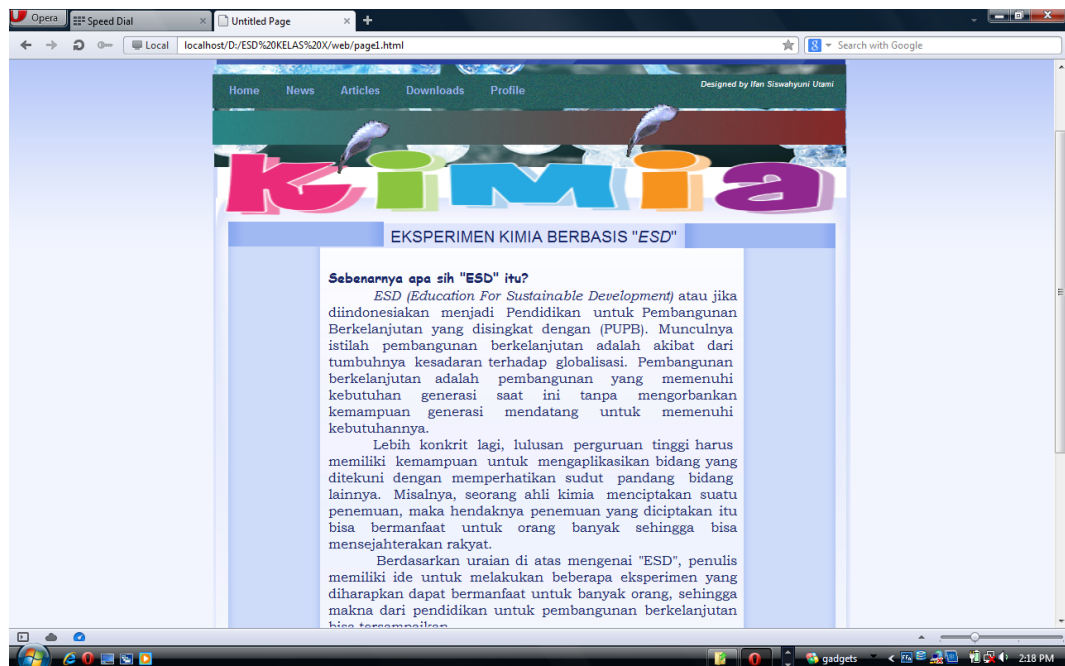 Opera
Speed Dial
Untitled Page
Local
localhost/D:/ESD%20KELAS%20X/web/page1.html
Search with Google
Home News Articles Downloads Profile
Designed by Ifan Siswahyuni Utami
Kimia
EKSPERIMEN KIMIA BERBASIS "ESD"
Sebenarnya apa sih "ESD" itu?
ESD (Education For Sustainable Development) atau jika
diindonesiakan menjadi Pendidikan untuk Pembangunan
Berkelanjutan yang disingkat dengan (PUPB). Munculnya
istilah pembangunan berkelanjutan adalah akibat dari
tumbuhnya kesadaran terhadap globalisasi. Pembangunan
berkelanjutan adalah pembangunan yang memenuhi
kebutuhan generasi saat ini tanpa mengorbankan
kemampuan generasi mendatang untuk memenuhi
kebutuhannya.
Lebih konkrit lagi, lulusan perguruan tinggi harus
memiliki kemampuan untuk mengaplikasikan bidang yang
ditekuni dengan memperhatikan sudut pandang bidang
lainnya. Misalnya, seorang ahli kimia menciptakan suatu
penemuan, maka hendaknya penemuan yang diciptakan itu
bisa bermanfaat untuk orang banyak sehingga bisa
mensejahterakan rakyat.
Berdasarkan uraian di atas mengenai "ESD", penulis
memiliki ide untuk melakukan beberapa eksperimen yang
diharapkan dapat bermanfaat untuk banyak orang, sehingga
makna dari pendidikan untuk pembangunan berkelanjutan
bisa tersampaikan
gadgets
2:18 PM